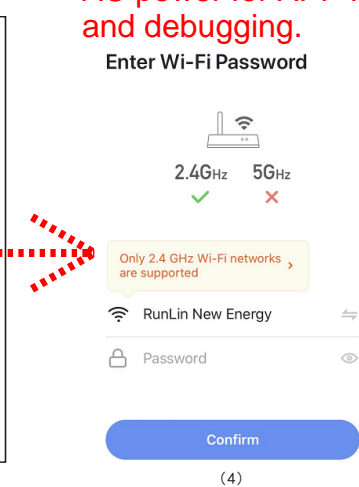 and debugging.
Enter Wi-Fi Password
2.4GHz 5GHz
Only 2.4 GHz Wi-Fi networks
are supported
RunLin New Energy
Password
Confirm
(4)